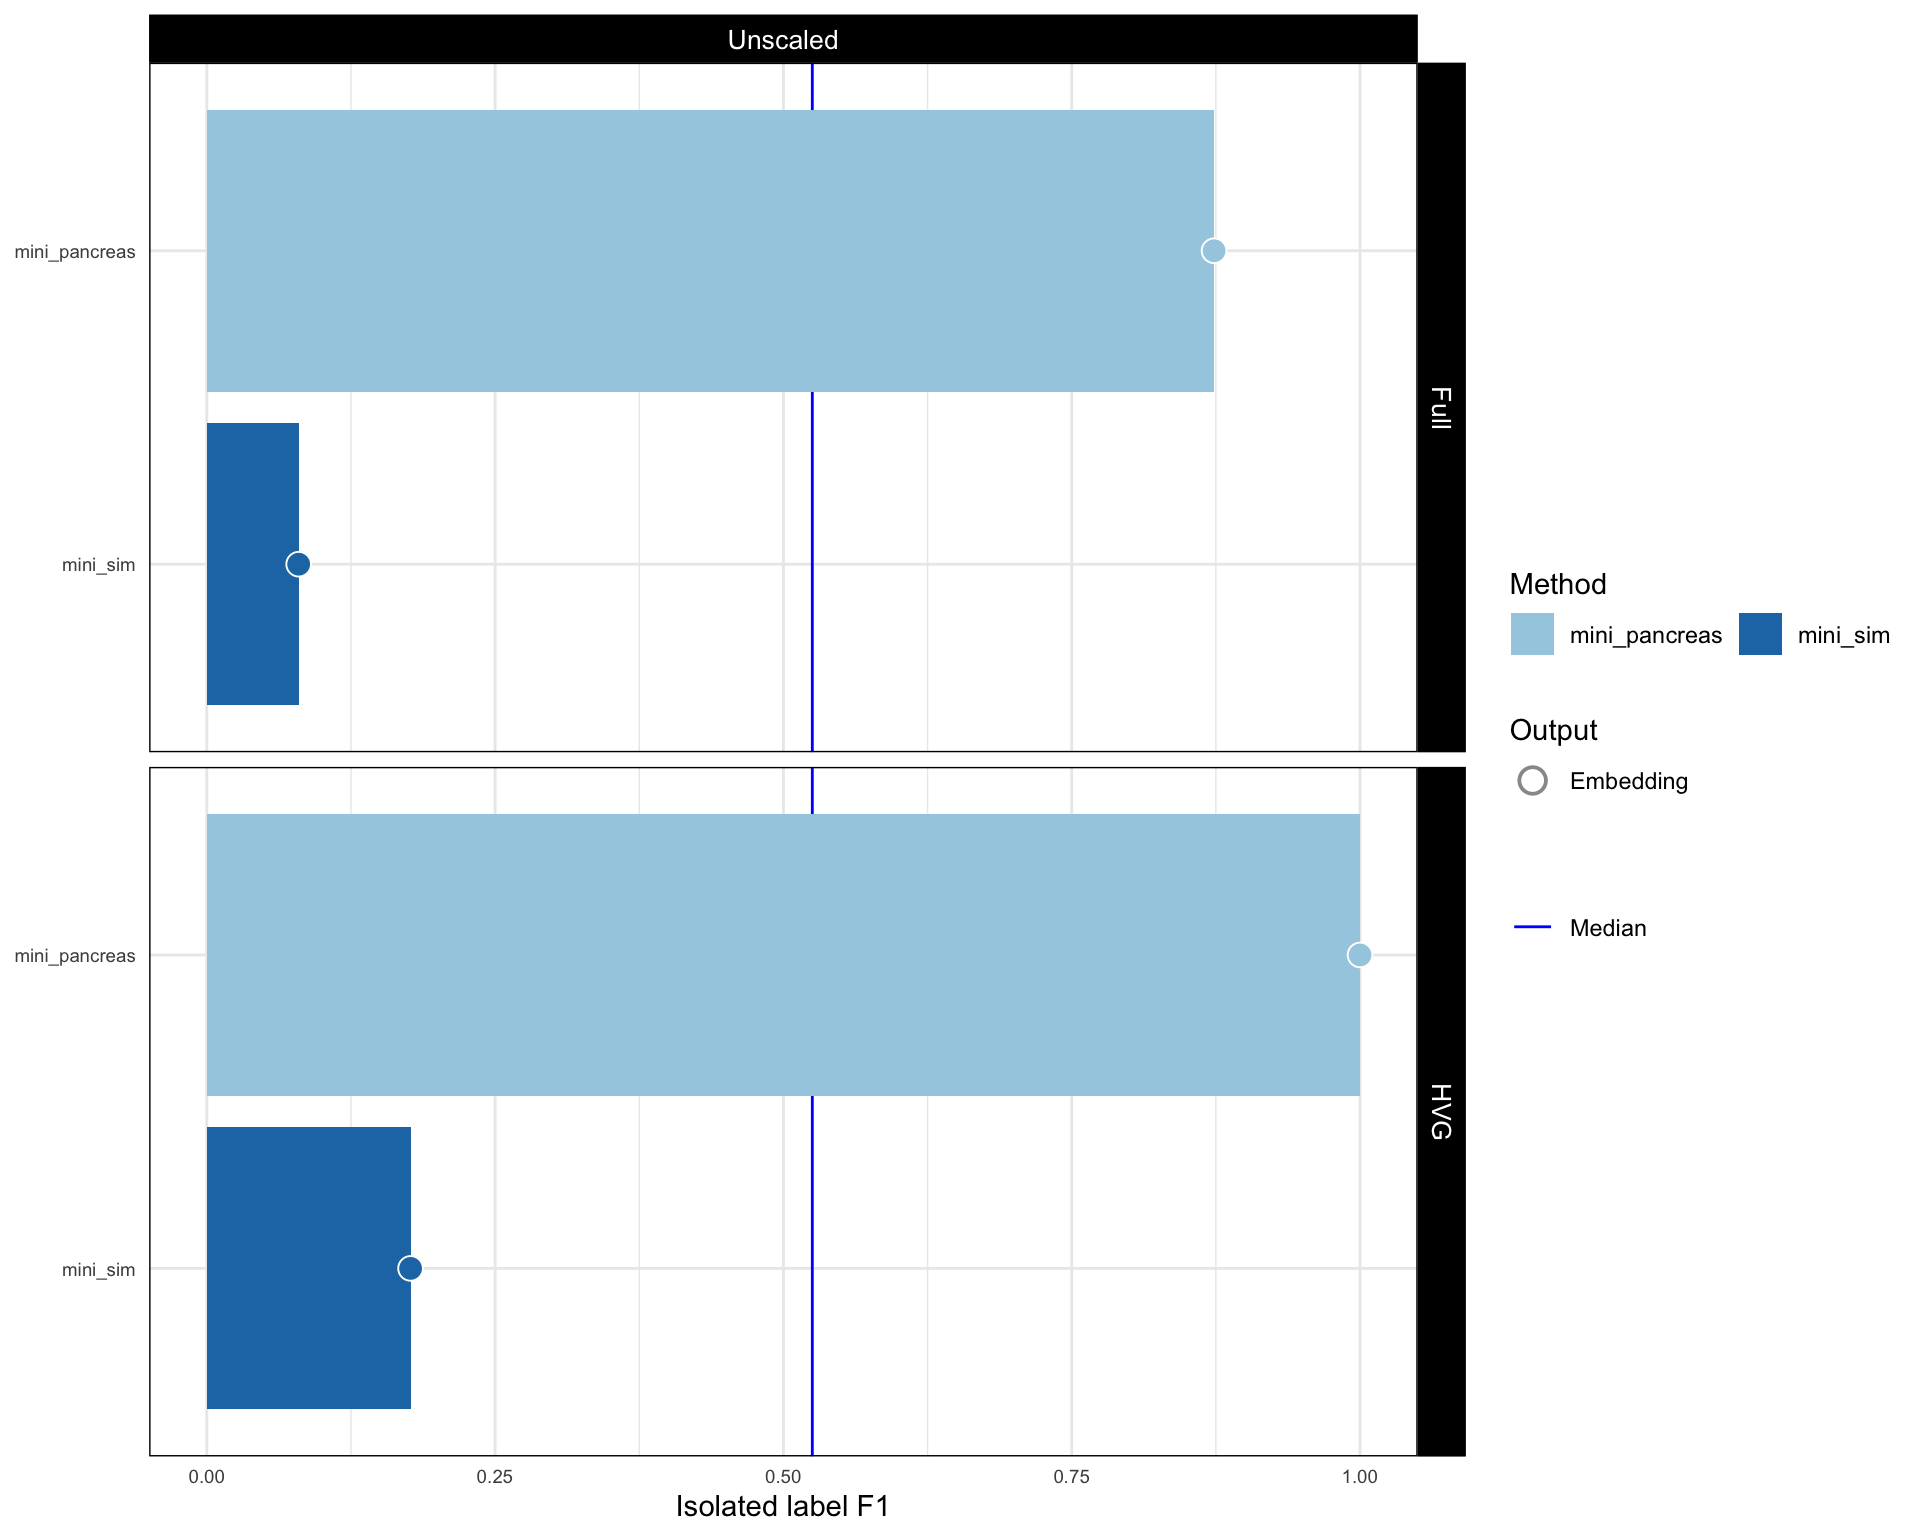 Unscaled
mini_pancreas
mini_sim
Full
mini_pancreas
mini_sim
HVG
0.00 0.25 0.50 0.75 1.00
Isolated label F1
Method
mini_pancreas mini_sim
Output
Embedding
Median